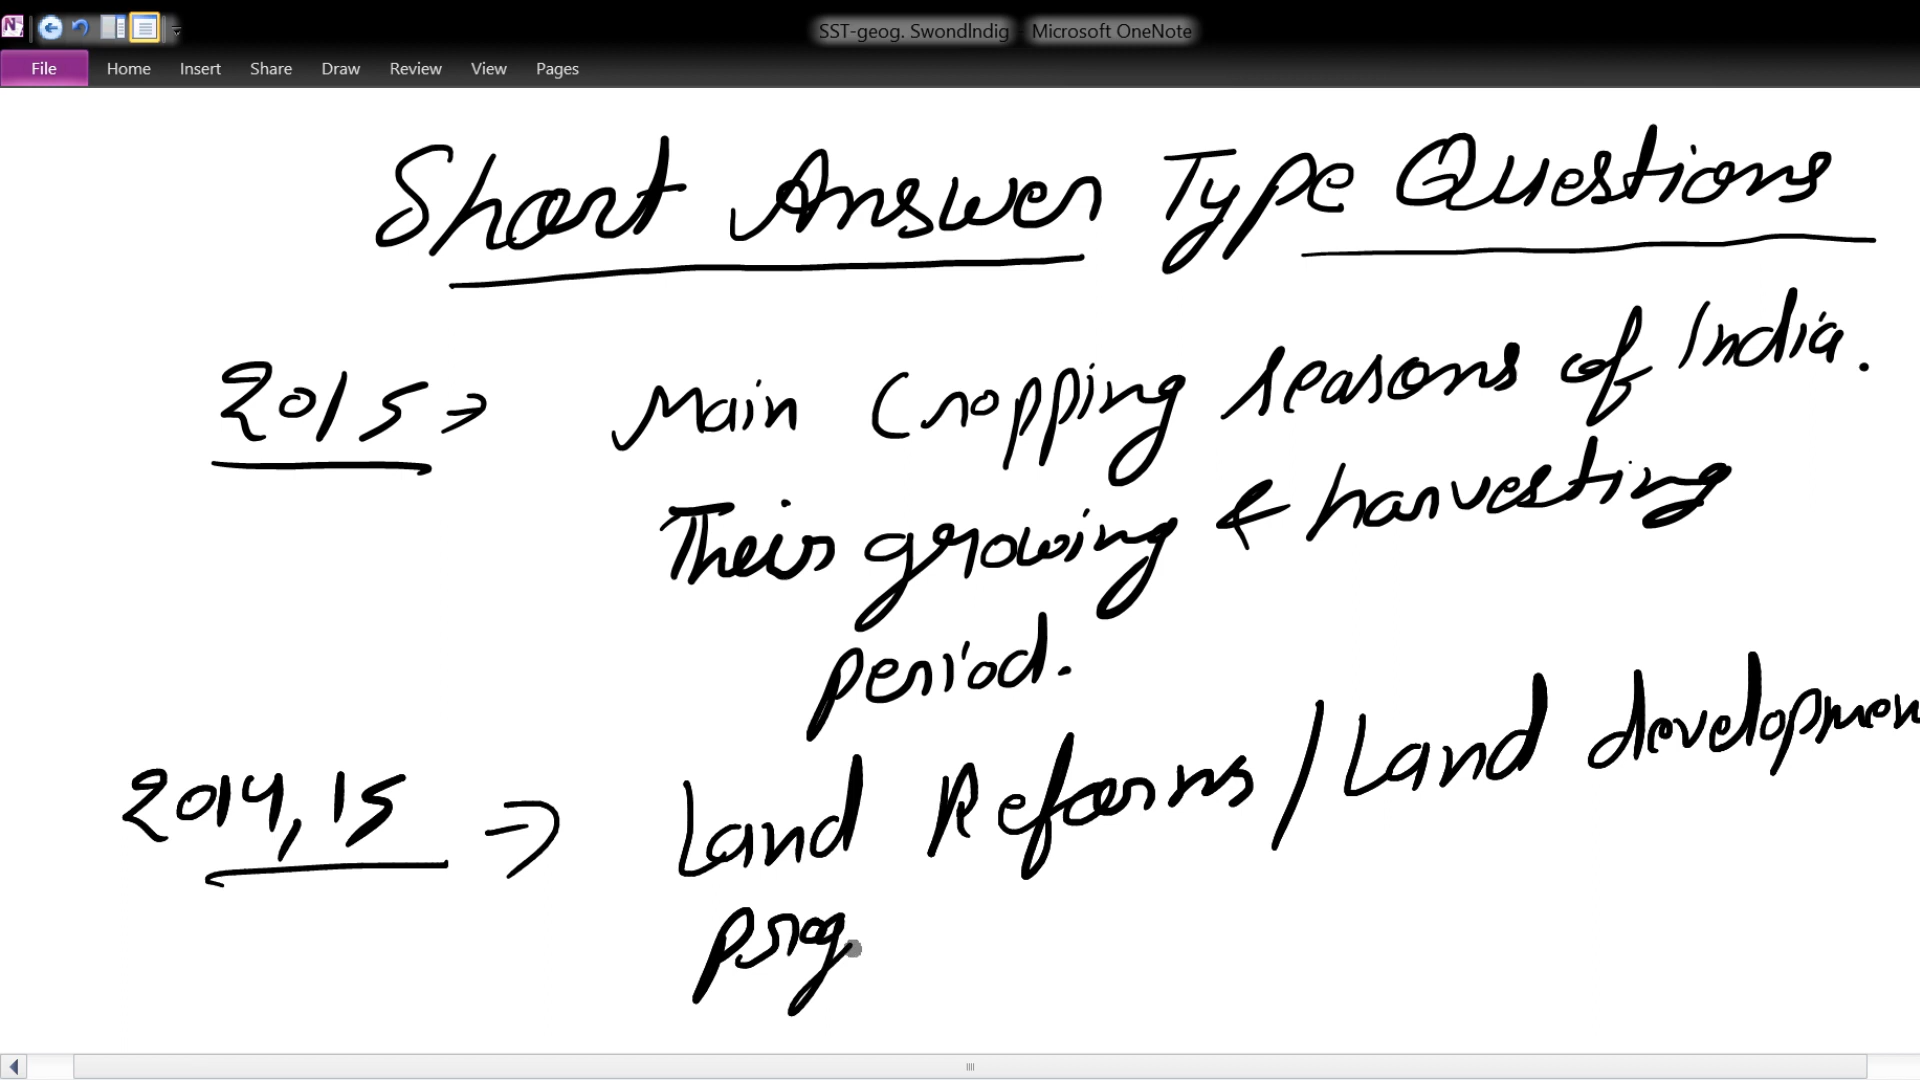 SST-geog. SwondIndig - Microsoft OneNote
File Home Insert Share Draw Review View Pages
Short Answer Type Questions
2015 → Main Cropping seasons of India.
Their growing & harvesting
period.
2014, 15 → Land Reforms / Land developmen
prog